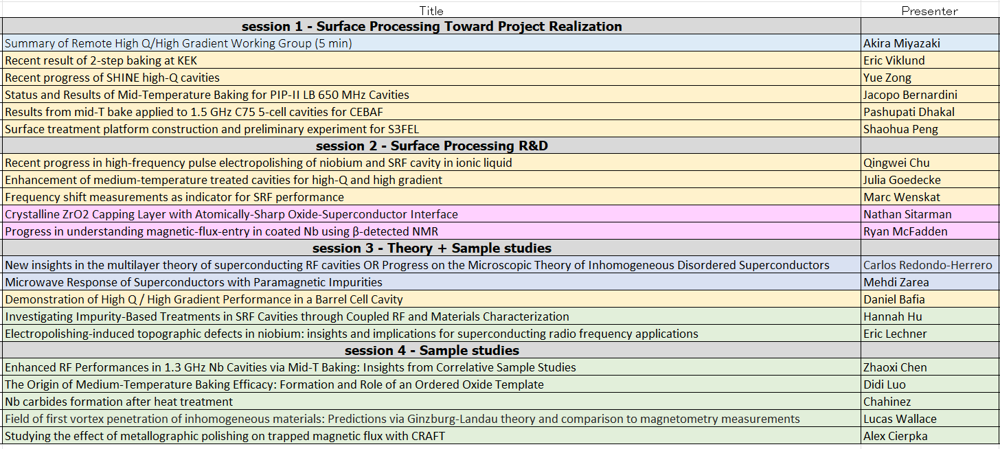 Title Presenter
session 1 - Surface Processing Toward Project Realization
Summary of Remote High Q/High Gradient Working Group (5 min) Akira Miyazaki
Recent result of 2-step baking at KEK Eric Viklund
Recent progress of SHINE high-Q cavities Yue Zong
Status and Results of Mid-Temperature Baking for PIP-II LB 650 MHz Cavities Jacopo Bernardini
Results from mid-T bake applied to 1.5 GHz C75 5-cell cavities for CEBAF Pashupati Dhakal
Surface treatment platform construction and preliminary experiment for S3FEL Shaohua Peng
session 2 - Surface Processing R&D
Recent progress in high-frequency pulse electropolishing of niobium and SRF cavity in ionic liquid Qingwei Chu
Enhancement of medium-temperature treated cavities for high-Q and high gradient Julia Goedecke
Frequency shift measurements as indicator for SRF performance Marc Wenskat
Crystalline ZrO2 Capping Layer with Atomically-Sharp Oxide-Superconductor Interface Nathan Sitarman
Progress in understanding magnetic-flux-entry in coated Nb using β-detected NMR Ryan McFadden
session 3 - Theory + Sample studies
New insights in the multilayer theory of superconducting RF cavities OR Progress on the Microscopic Theory of Inhomogeneous Disordered Superconductors Carlos Redondo-Herrero
Microwave Response of Superconductors with Paramagnetic Impurities Mehdi Zarea
Demonstration of High Q / High Gradient Performance in a Barrel Cell Cavity Daniel Bafia
Investigating Impurity-Based Treatments in SRF Cavities through Coupled RF and Materials Characterization Hannah Hu
Electropolishing-induced topographic defects in niobium: insights and implications for superconducting radio frequency applications Eric Lechner
session 4 - Sample studies
Enhanced RF Performances in 1.3 GHz Nb Cavities via Mid-T Baking: Insights from Correlative Sample Studies Zhaoxi Chen
The Origin of Medium-Temperature Baking Efficacy: Formation and Role of an Ordered Oxide Template Didi Luo
Nb carbides formation after heat treatment Chahinez
Field of first vortex penetration of inhomogeneous materials: Predictions via Ginzburg-Landau theory and comparison to magnetometry measurements Lucas Wallace
Studying the effect of metallographic polishing on trapped magnetic flux with CRAFT Alex Cierpka